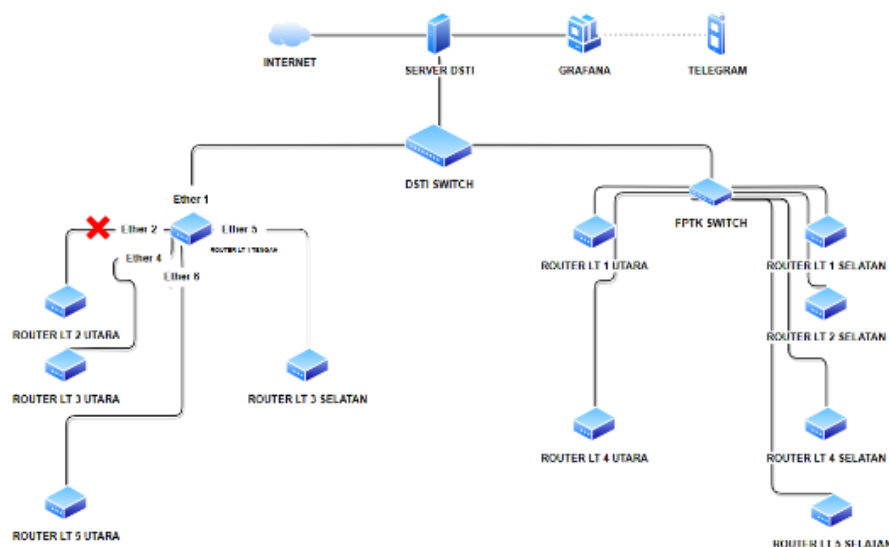 INTERNET
SERVER DSTI
GRAFANA
TELEGRAM
DSTI SWITCH
Ether 1
Ether 2
Ether 5
ROUTER LT 1 TENGAH
Ether 4
Ether 6
FPTK SWITCH
ROUTER LT 1 UTARA
ROUTER LT 1 SELATAN
ROUTER LT 2 UTARA
ROUTER LT 2 SELATAN
ROUTER LT 3 UTARA
ROUTER LT 3 SELATAN
ROUTER LT 4 UTARA
ROUTER LT 4 SELATAN
ROUTER LT 5 UTARA
ROUTER LT 5 SELATAN